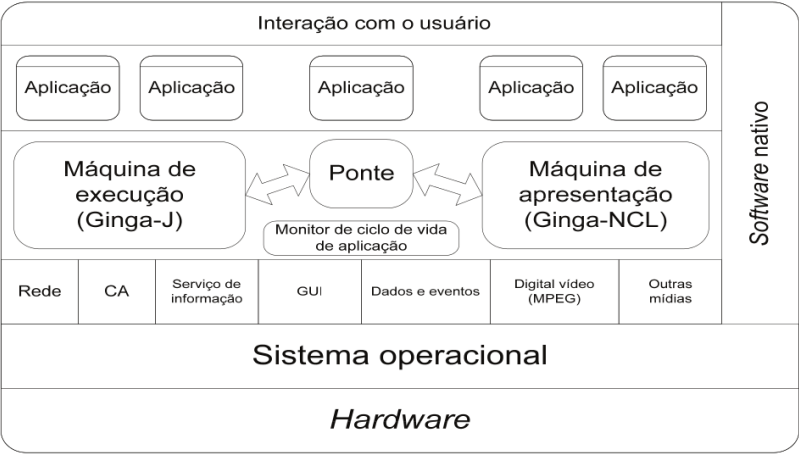 Interação com o usuário
Aplicação
Aplicação
Aplicação
Aplicação
Aplicação
Software nativo
Máquina de
execução
(Ginga-J)
Ponte
Máquina de
apresentação
(Ginga-NCL)
Monitor de ciclo de vida
de aplicação
Rede
CA
Serviço de
informação
GUI
Dados e eventos
Digital vídeo
(MPEG)
Outras
mídias
Sistema operacional
Hardware